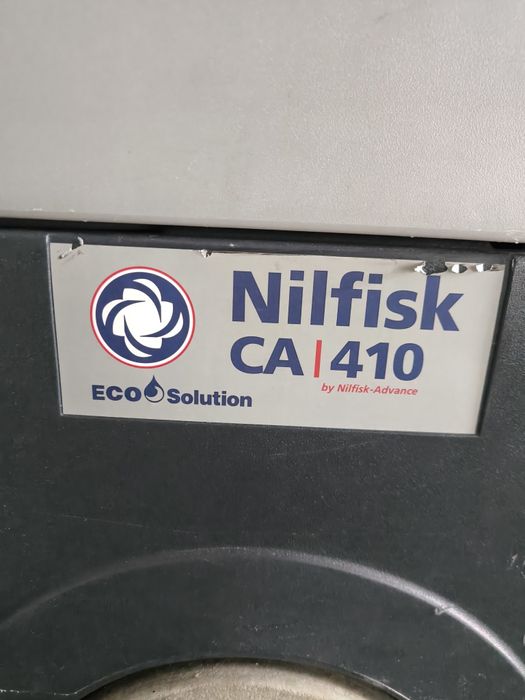 Nilfisk
CA | 410
by Nilfisk-Advance
ECO Solution